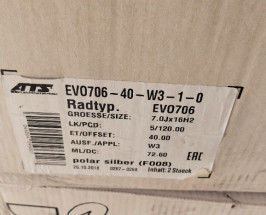 ATS EVO706-40-W3-1-0
Radtyp. EVO706
GROESSE/SIZE: 7.0Jx16H2
LK/PCD: 5/120.00
ET/OFFSET: 40.00
AUSF./APPL: W3
ML/DC: 72.60
polar silber (F008) EAC
Inhalt: 2 Stueck